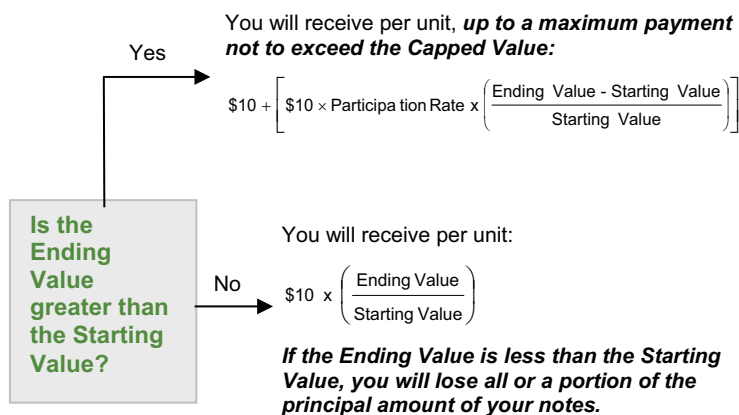 You will receive per unit, up to a maximum payment
not to exceed the Capped Value:
Yes
$10 + [ $10 × Participa tion Rate x ( Ending Value - Starting Value
Starting Value ) ]
Is the
Ending
Value
greater than
the Starting
Value?
You will receive per unit:
No
$10 x ( Ending Value
Starting Value )
If the Ending Value is less than the Starting
Value, you will lose all or a portion of the
principal amount of your notes.